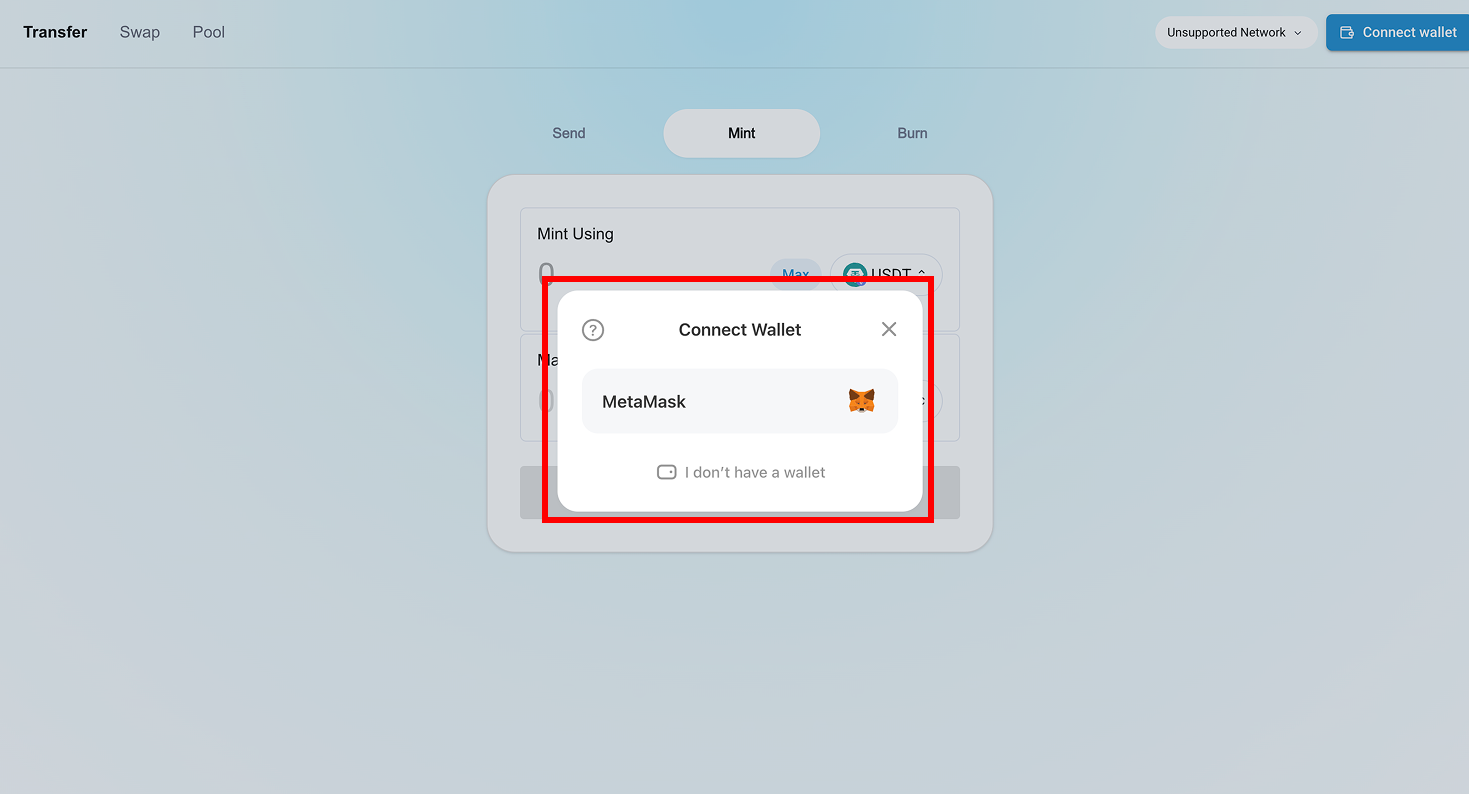 Transfer Swap Pool Unsupported Network Connect wallet
Send Mint Burn
Mint Using
0 Max USDT
? Connect Wallet
Ma
MetaMask
0
I don't have a wallet